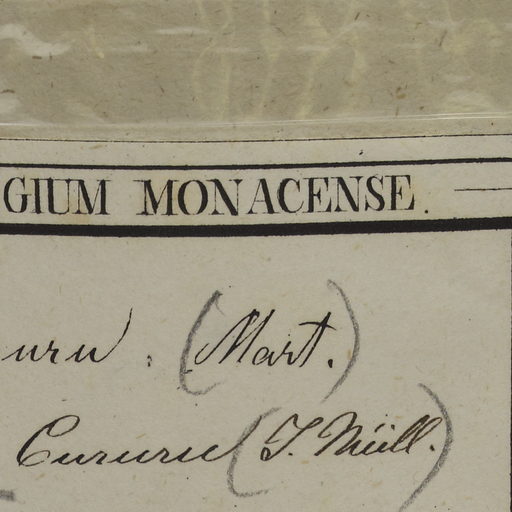 GIUM MONACENSE.
uru. (Mart.)
Cururu (J. Müll.)